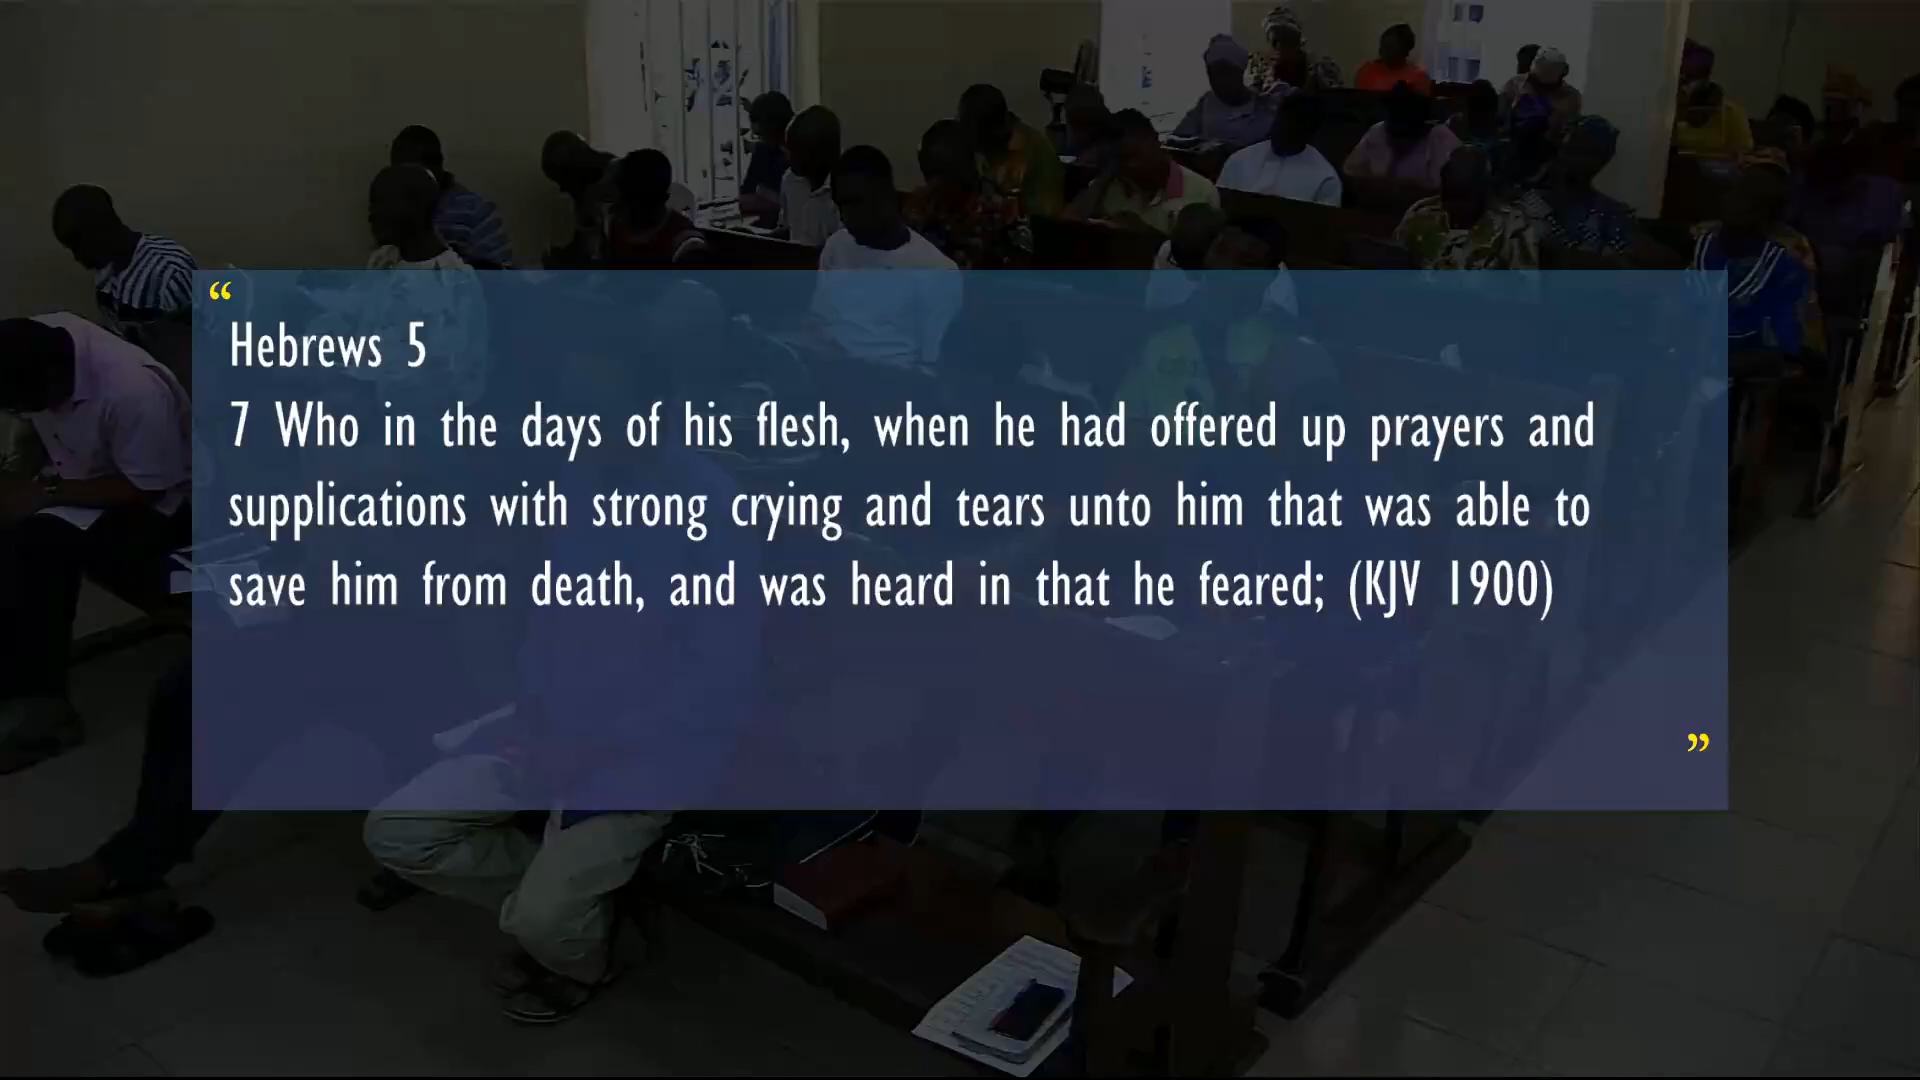 “
Hebrews 5
7 Who in the days of his flesh, when he had offered up prayers and
supplications with strong crying and tears unto him that was able to
save him from death, and was heard in that he feared; (KJV 1900)
”